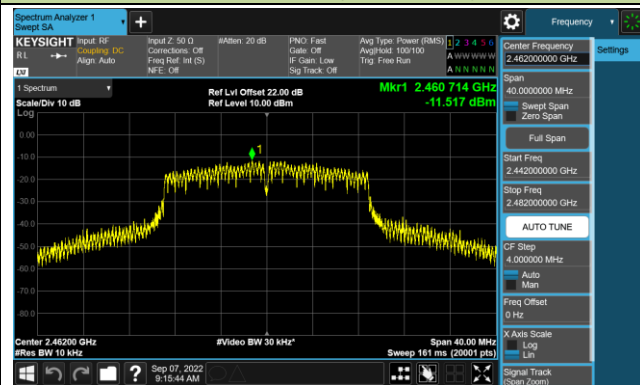 Spectrum Analyzer 1
Swept SA
+
Frequency
KEYSIGHT
RL
LXI
Input: RF
Coupling: DC
Align: Auto
Input Z: 50 Ω
Corrections: Off
Freq Ref: Int (S)
NFE: Off
#Atten: 20 dB
PNO: Fast
Gate: Off
IF Gain: Low
Sig Track: Off
Avg Type: Power (RMS)
Avg|Hold: 100/100
Trig: Free Run
1 2 3 4 5 6
A W W W W W
A N N N N N
Center Frequency
2.462000000 GHz
Settings
Span
40.0000000 MHz
Swept Span
Zero Span
Full Span
Start Freq
2.442000000 GHz
Stop Freq
2.482000000 GHz
AUTO TUNE
CF Step
4.000000 MHz
Auto
Man
Freq Offset
0 Hz
X Axis Scale
Log
Lin
Signal Track
(Span Zoom)
1 Spectrum
Scale/Div 10 dB
Log
Ref Lvl Offset 22.00 dB
Ref Level 10.00 dBm
Mkr1 2.460 714 GHz
-11.517 dBm
1
0.00
-10.0
-20.0
-30.0
-40.0
-50.0
-60.0
-70.0
-80.0
Center 2.46200 GHz
#Res BW 10 kHz
#Video BW 30 kHz*
Span 40.00 MHz
Sweep 161 ms (20001 pts)
?
Sep 07, 2022
9:15:44 AM